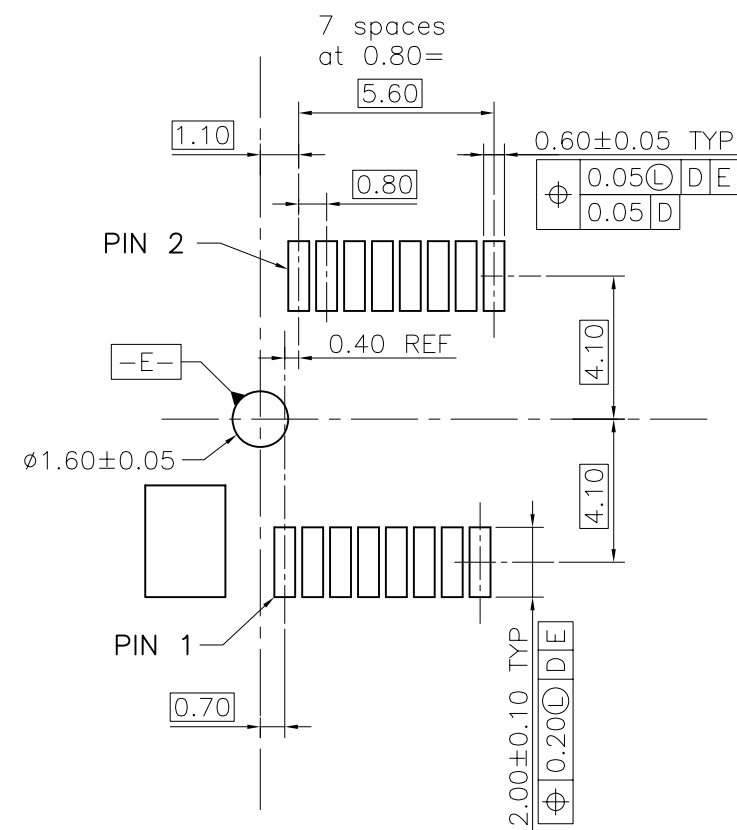 7 spaces
at 0.80=
5.60
1.10
0.60±0.05 TYP
0.80
⌖ 0.05Ⓛ D E
0.05 D
PIN 2
0.40 REF
4.10
-E-
ø1.60±0.05
4.10
PIN 1
0.70
2.00±0.10 TYP
⌖ 0.20Ⓛ D E